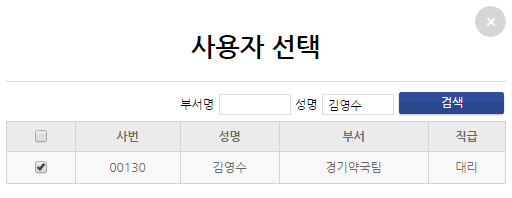 사용자 선택
부서명 성명 김영수 검색
사번 성명 부서 직급
00130 김영수 경기약국팀 대리